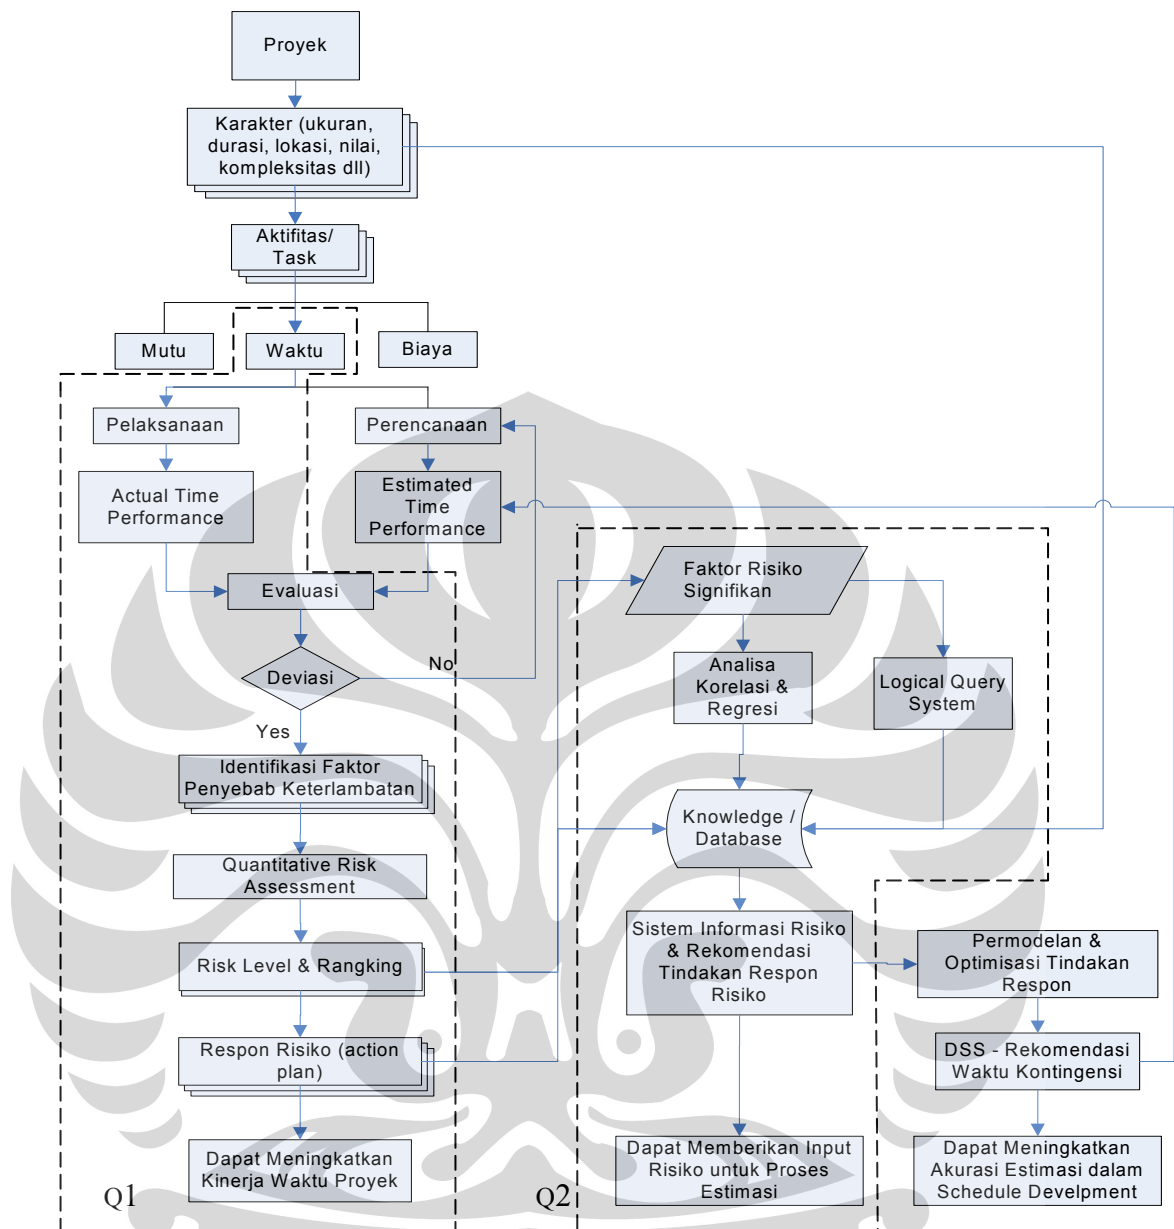 Proyek
Karakter (ukuran,
durasi, lokasi, nilai,
kompleksitas dll)
Aktifitas/
Task
Mutu
Waktu
Biaya
Pelaksanaan
Perencanaan
Actual Time
Performance
Estimated
Time
Performance
Evaluasi
Deviasi
No
Yes
Identifikasi Faktor
Penyebab Keterlambatan
Quantitative Risk
Assessment
Risk Level & Rangking
Respon Risiko (action
plan)
Dapat Meningkatkan
Kinerja Waktu Proyek
Q1
Faktor Risiko
Signifikan
Analisa
Korelasi &
Regresi
Logical Query
System
Knowledge /
Database
Sistem Informasi Risiko
& Rekomendasi
Tindakan Respon
Risiko
Permodelan &
Optimisasi Tindakan
Respon
DSS - Rekomendasi
Waktu Kontingensi
Dapat Memberikan Input
Risiko untuk Proses
Estimasi
Q2
Dapat Meningkatkan
Akurasi Estimasi dalam
Schedule Develpment